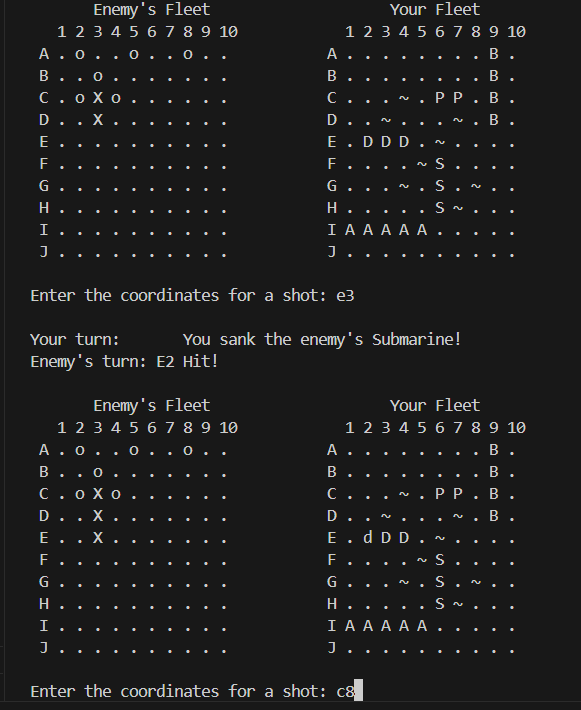 Enemy's Fleet                    Your Fleet
1 2 3 4 5 6 7 8 9 10             1 2 3 4 5 6 7 8 9 10
A . o . . o . . o . .            A . . . . . . . . B .
B . . o . . . . . . .            B . . . . . . . . B .
C . o X o . . . . . .            C . . . ~ . P P . B .
D . . X . . . . . . .            D . . ~ . . . ~ . B .
E . . . . . . . . . .            E . D D D . ~ . . . .
F . . . . . . . . . .            F . . . . ~ S . . . .
G . . . . . . . . . .            G . . . ~ . S . ~ . .
H . . . . . . . . . .            H . . . . . S ~ . . .
I . . . . . . . . . .            I A A A A A . . . . .
J . . . . . . . . . .            J . . . . . . . . . .
Enter the coordinates for a shot: e3
Your turn:       You sank the enemy's Submarine!
Enemy's turn: E2 Hit!
Enemy's Fleet                    Your Fleet
1 2 3 4 5 6 7 8 9 10             1 2 3 4 5 6 7 8 9 10
A . o . . o . . o . .            A . . . . . . . . B .
B . . o . . . . . . .            B . . . . . . . . B .
C . o X o . . . . . .            C . . . ~ . P P . B .
D . . X . . . . . . .            D . . ~ . . . ~ . B .
E . . X . . . . . . .            E . d D D . ~ . . . .
F . . . . . . . . . .            F . . . . ~ S . . . .
G . . . . . . . . . .            G . . . ~ . S . ~ . .
H . . . . . . . . . .            H . . . . . S ~ . . .
I . . . . . . . . . .            I A A A A A . . . . .
J . . . . . . . . . .            J . . . . . . . . . .
Enter the coordinates for a shot: c8